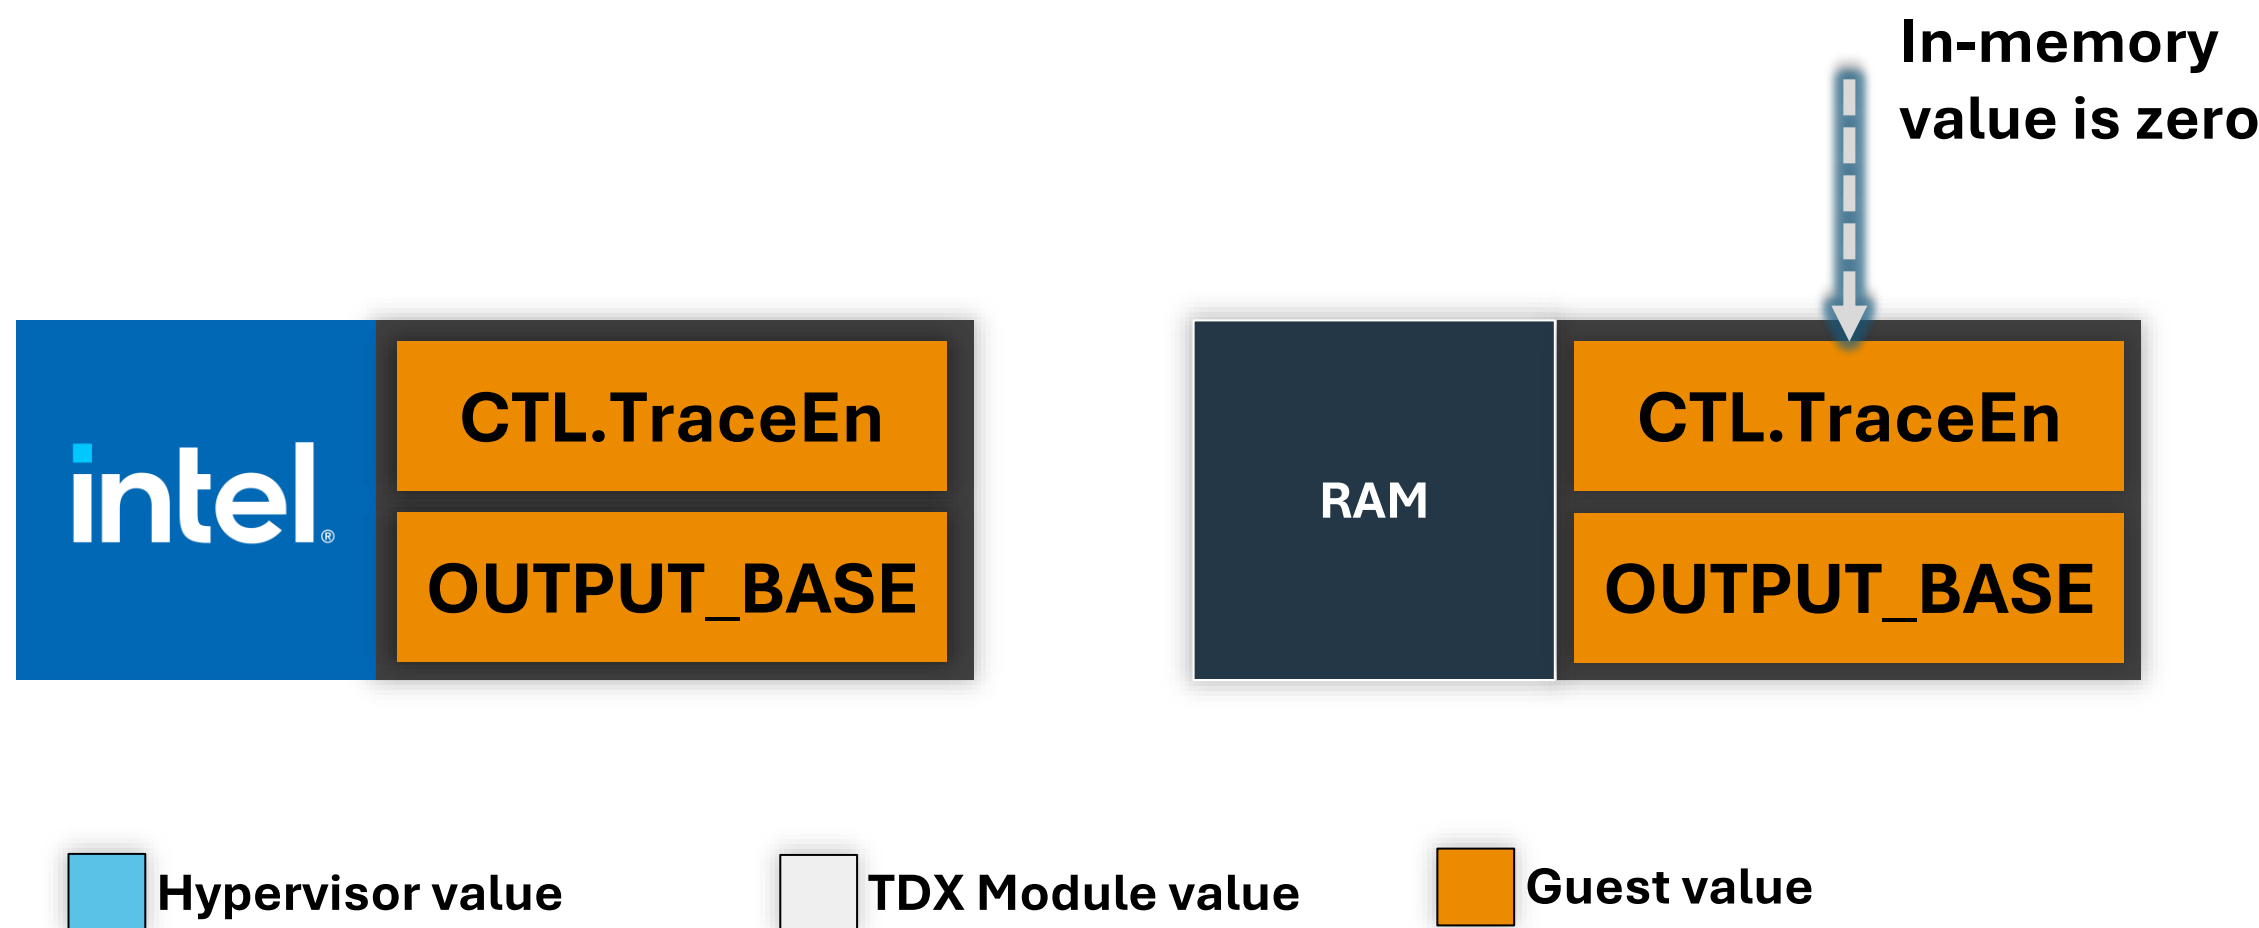 In-memory
value is zero
intel®
CTL.TraceEn
OUTPUT_BASE
RAM
CTL.TraceEn
OUTPUT_BASE
Hypervisor value
TDX Module value
Guest value